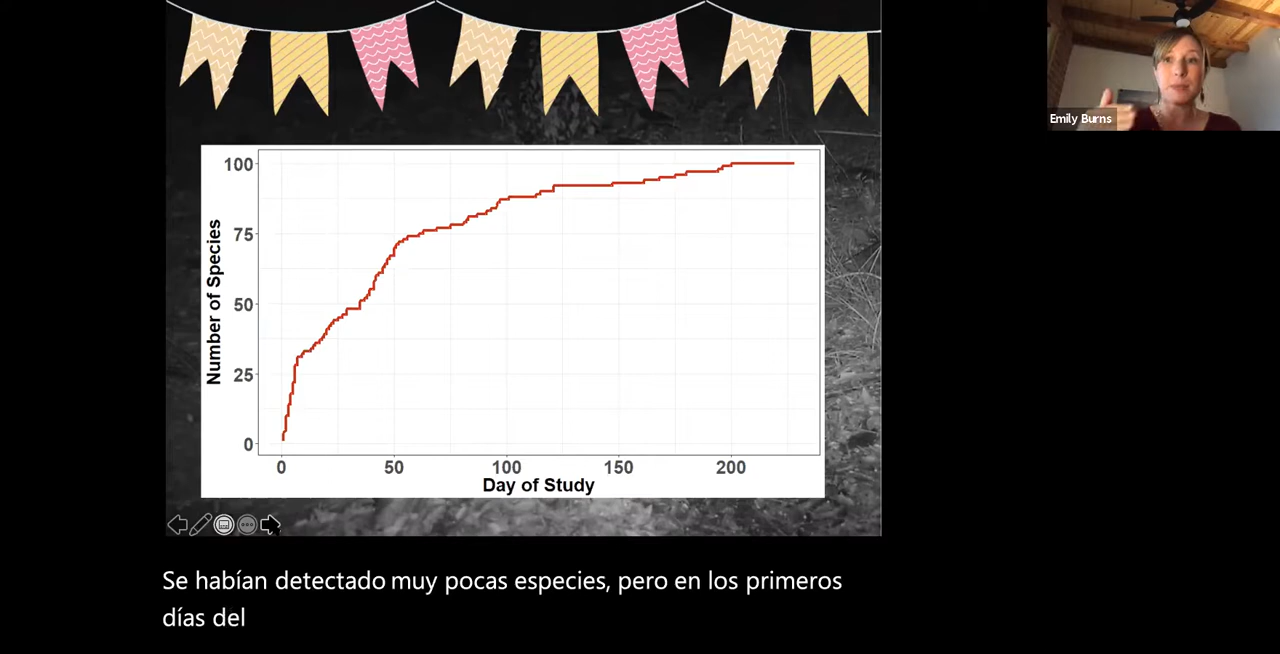 Emily Burns
100
75
50
25
0
Number of Species
0 50 100 150 200
Day of Study
Se habían detectado muy pocas especies, pero en los primeros
días del